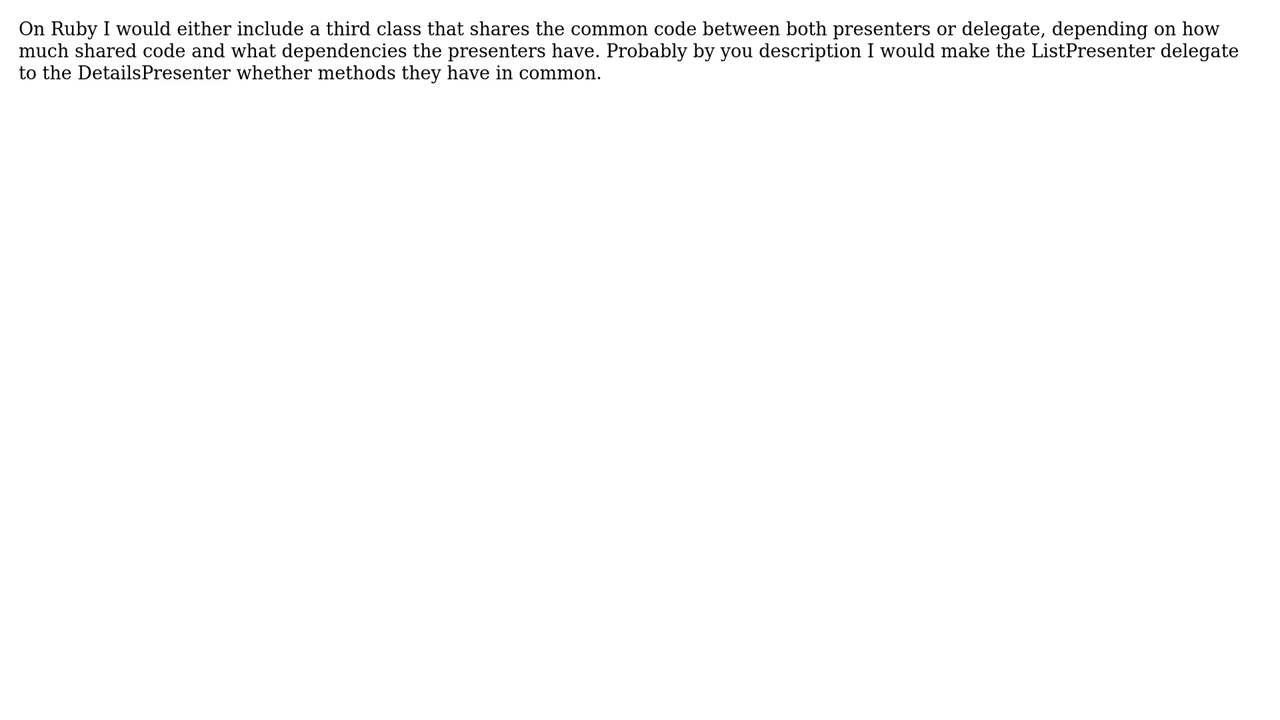 On Ruby I would either include a third class that shares the common code between both presenters or delegate, depending on how
much shared code and what dependencies the presenters have. Probably by you description I would make the ListPresenter delegate
to the DetailsPresenter whether methods they have in common.